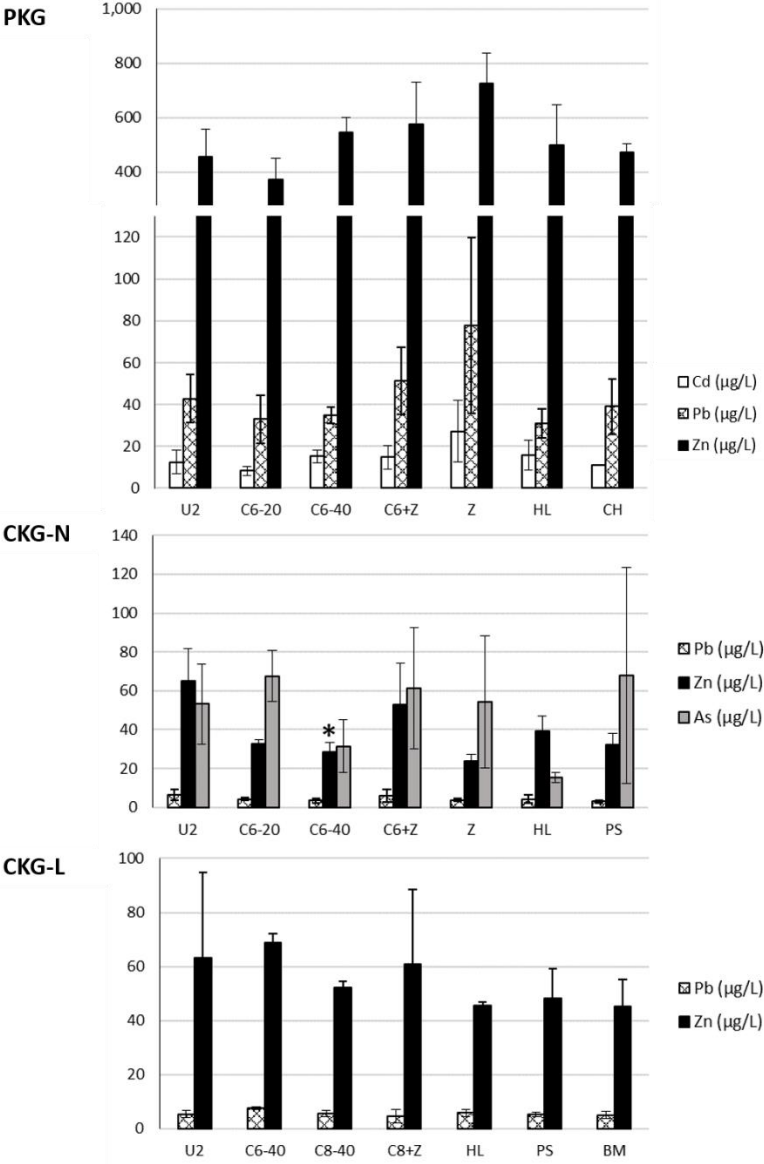 PKG
1,000
800
600
400
120
100
80
60
40
20
0
U2 C6-20 C6-40 C6+Z Z HL CH
Cd (µg/L)
Pb (µg/L)
Zn (µg/L)
CKG-N
140
120
100
80
60
40
20
0
*
U2 C6-20 C6-40 C6+Z Z HL PS
Pb (µg/L)
Zn (µg/L)
As (µg/L)
CKG-L
100
80
60
40
20
0
U2 C6-40 C8-40 C8+Z HL PS BM
Pb (µg/L)
Zn (µg/L)